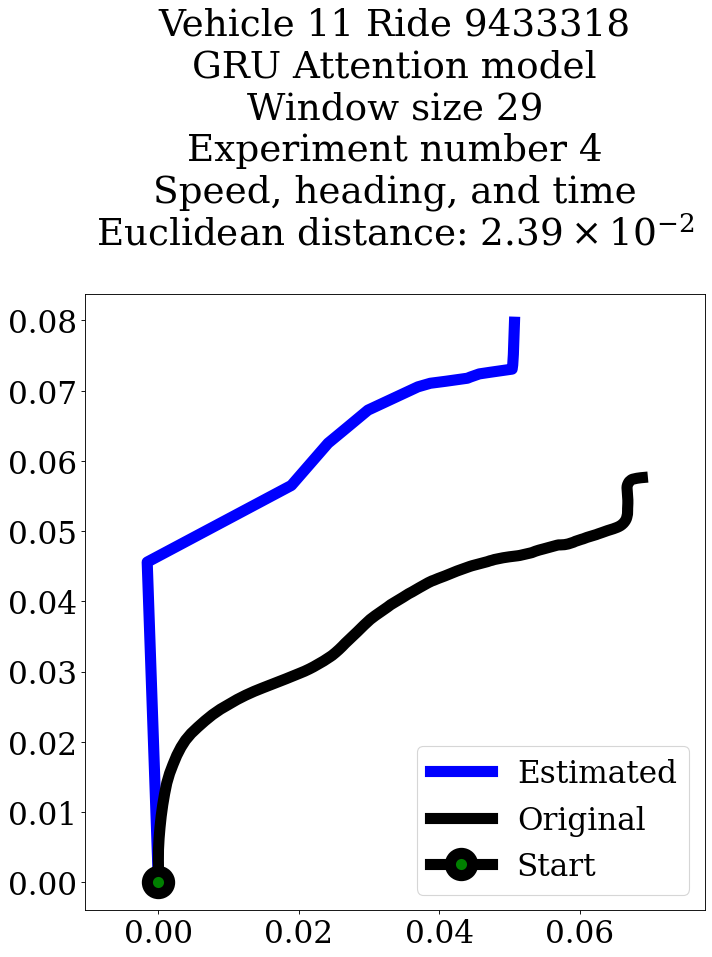 Vehicle 11 Ride 9433318
GRU Attention model
Window size 29
Experiment number 4
Speed, heading, and time
Euclidean distance: 2.39 × 10⁻²
0.08
0.07
0.06
0.05
0.04
0.03
0.02
0.01
0.00
Estimated
Original
Start
0.00 0.02 0.04 0.06